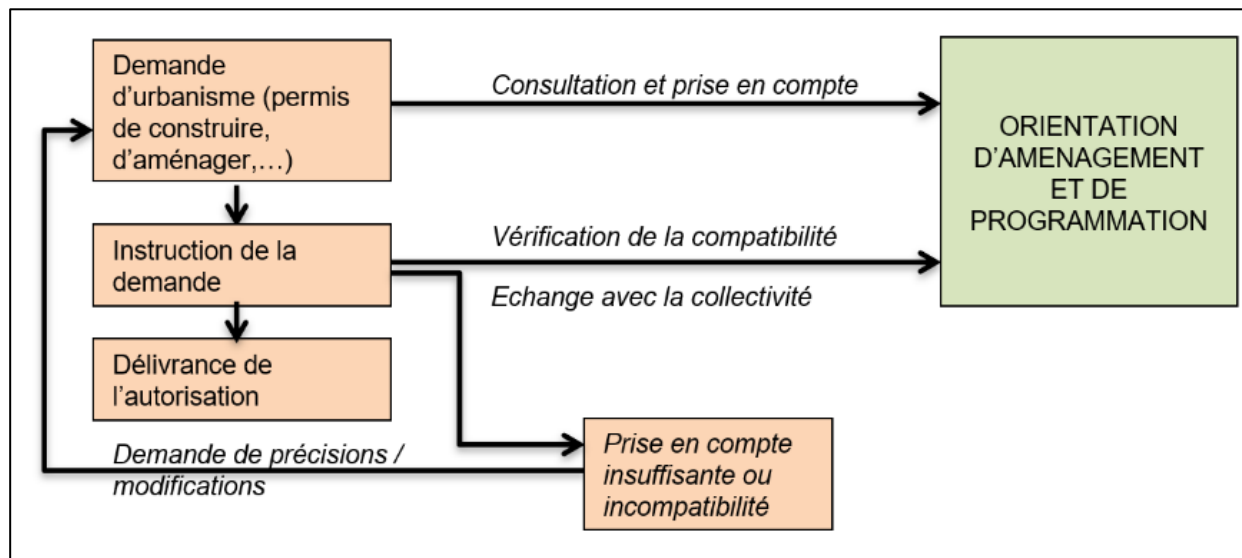 Demande
d'urbanisme (permis
de construire,
d'aménager,…)
Consultation et prise en compte
ORIENTATION
D'AMENAGEMENT
ET DE
PROGRAMMATION
Instruction de la
demande
Vérification de la compatibilité
Echange avec la collectivité
Délivrance de
l'autorisation
Demande de précisions /
modifications
Prise en compte
insuffisante ou
incompatibilité